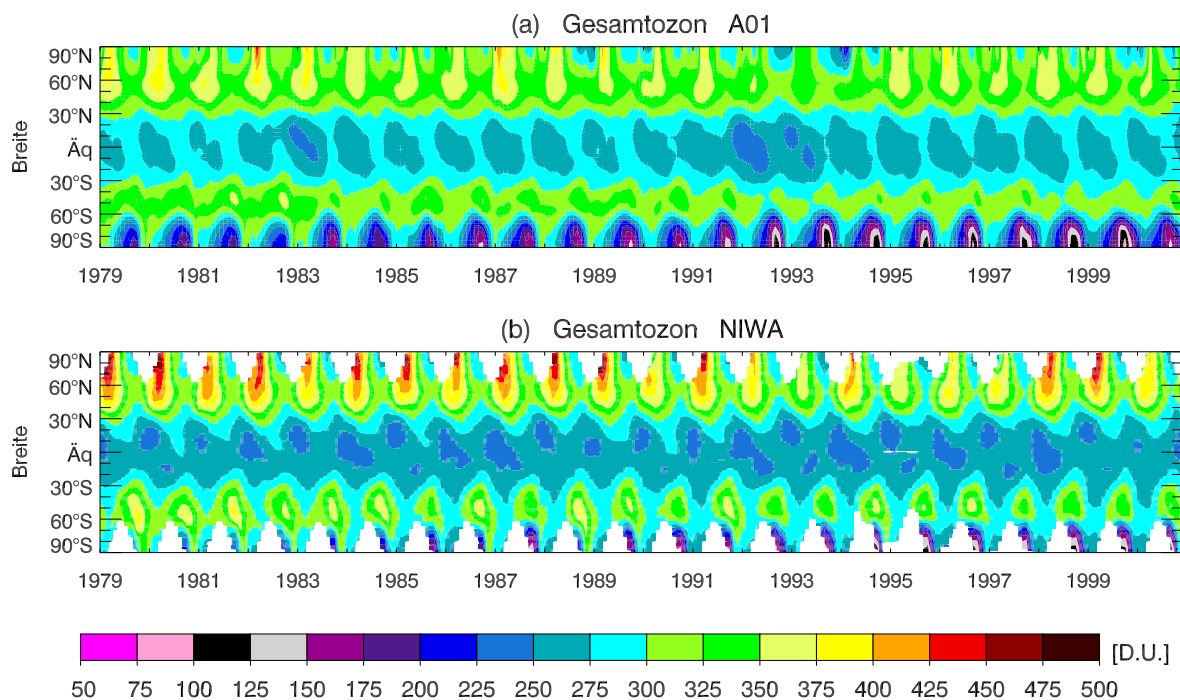 (a) Gesamtozon A01
90°N
60°N
30°N
Äq
30°S
60°S
90°S
Breite
1979 1981 1983 1985 1987 1989 1991 1993 1995 1997 1999
(b) Gesamtozon NIWA
90°N
60°N
30°N
Äq
30°S
60°S
90°S
Breite
1979 1981 1983 1985 1987 1989 1991 1993 1995 1997 1999
[D.U.]
50 75 100 125 150 175 200 225 250 275 300 325 350 375 400 425 450 475 500